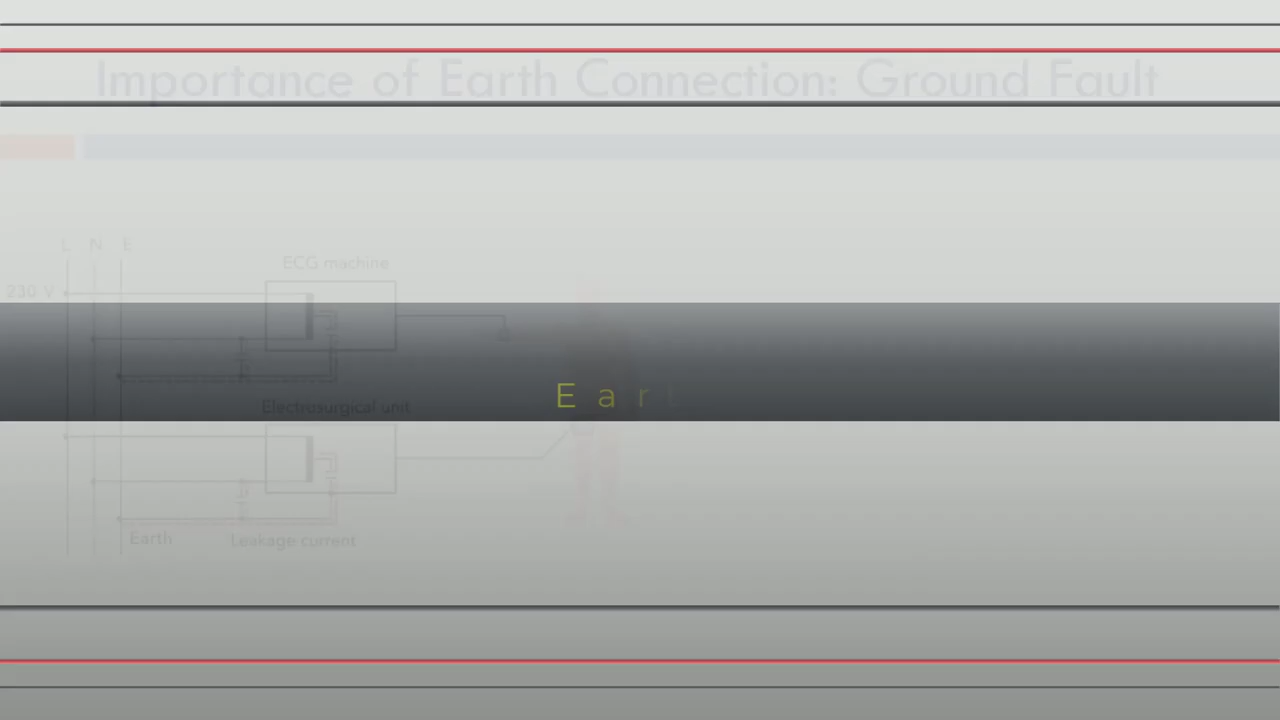 Importance of Earth Connection: Ground Fault
L N E
ECG machine
230 V
E a r t
Electrosurgical unit
Earth
Leakage current